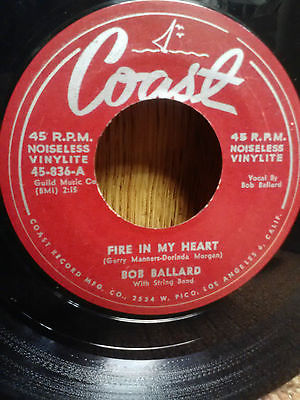 Coast
45 R.P.M.
NOISELESS
VINYLITE
45-836-A
Guild Music Co
(BMI) 2:15
45 R.P.M.
NOISELESS
VINYLITE
Vocal By
Bob Ballard
FIRE IN MY HEART
(Garry Manners-Dorinda Morgan)
BOB BALLARD
With String Band
COAST RECORD MFG. CO., 2534 W. PICO, LOS ANGELES 6, CALIF.